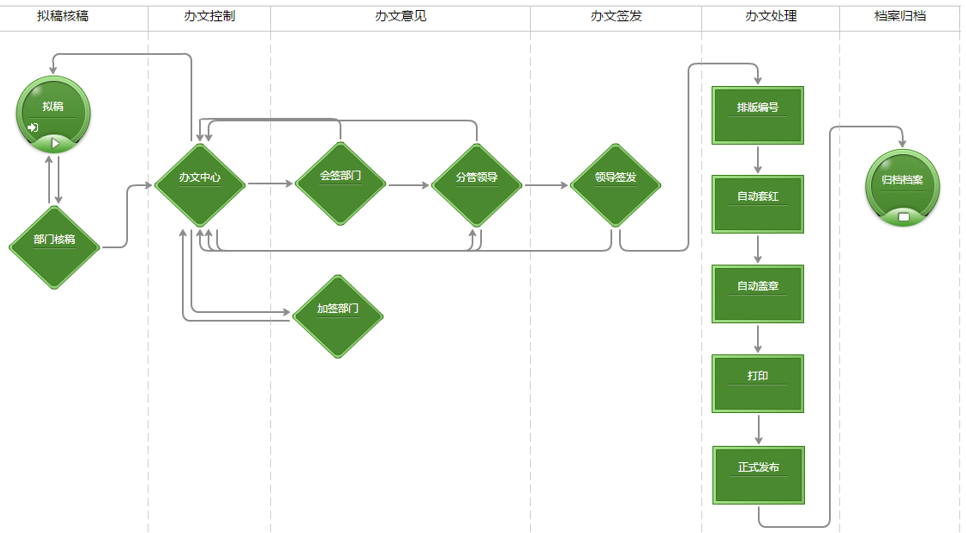 拟稿核稿
办文控制
办文意见
办文签发
办文处理
档案归档
拟稿
部门核稿
办文中心
会签部门
加签部门
分管领导
领导签发
排版编号
自动套红
自动盖章
打印
正式发布
归档档案